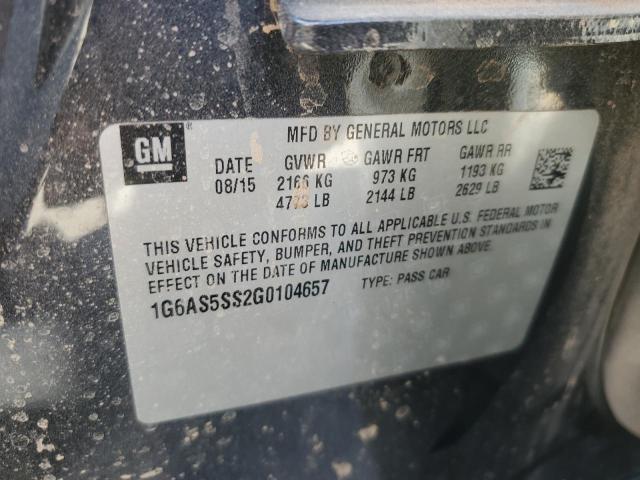 GM ®
MFD BY GENERAL MOTORS LLC
DATE GVWR GAWR FRT GAWR RR
08/15 2166 KG 973 KG 1193 KG
LB 2144 LB 2629 LB
THIS VEHICLE CONFORMS TO ALL APPLICABLE U.S. FEDERAL MOTOR
VEHICLE SAFETY, BUMPER, AND THEFT PREVENTION STANDARDS IN
EFFECT ON THE DATE OF MANUFACTURE SHOWN ABOVE.
1G6AS5SS2G0104657 TYPE: PASS CAR